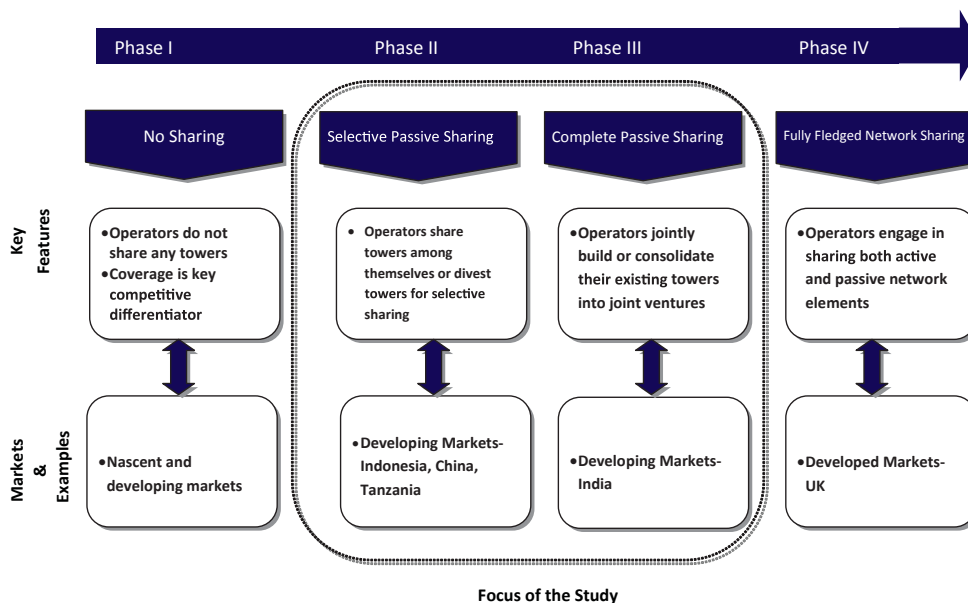 Phase I
Phase II
Phase III
Phase IV
No Sharing
Selective Passive Sharing
Complete Passive Sharing
Fully Fledged Network Sharing
Key
Features
•Operators do not
share any towers
•Coverage is key
competitive
differentiator
• Operators share
towers among
themselves or divest
towers for selective
sharing
•Operators jointly
build or consolidate
their existing towers
into joint ventures
•Operators engage in
sharing both active
and passive network
elements
Markets
&
Examples
•Nascent and
developing markets
•Developing Markets-
Indonesia, China,
Tanzania
•Developing Markets-
India
•Developed Markets-
UK
Focus of the Study